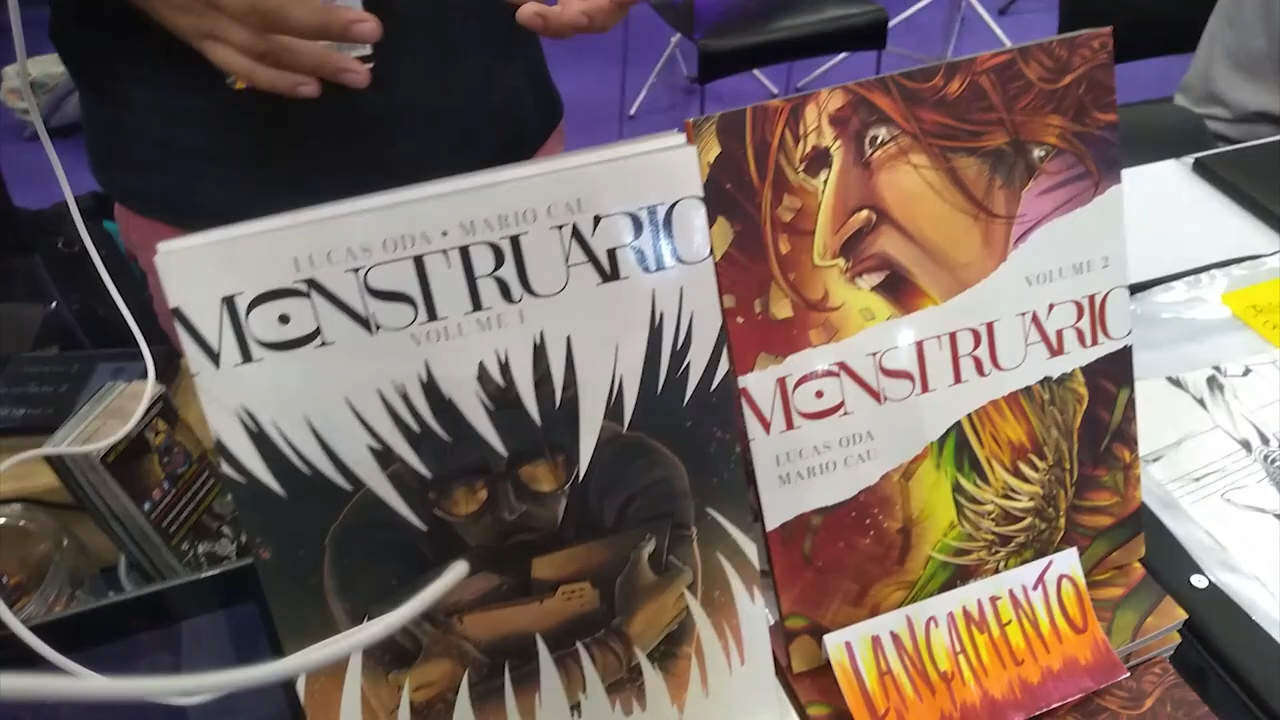 LUCAS ODA • MARIO CAU
MONSTRUÁRIO
VOLUME 1
VOLUME 2
MONSTRUÁRIO
LUCAS ODA
MARIO CAU
LANÇAMENTO